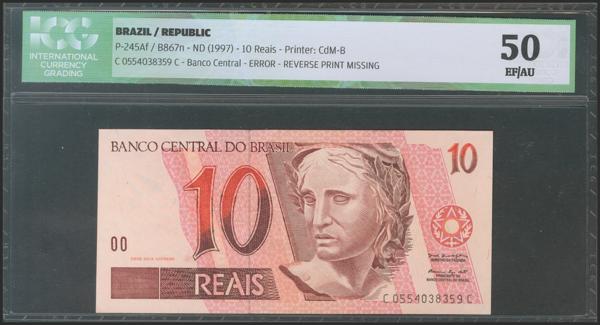 ICG
INTERNATIONAL
CURRENCY
GRADING
BRAZIL / REPUBLIC
P-245Af / B867n - ND (1997) - 10 Reais - Printer: CdM-B
C 0554038359 C - Banco Central - ERROR - REVERSE PRINT MISSING
50
EF/AU
BANCO CENTRAL DO BRASIL
10
10
00
REAIS
C 0554038359 C